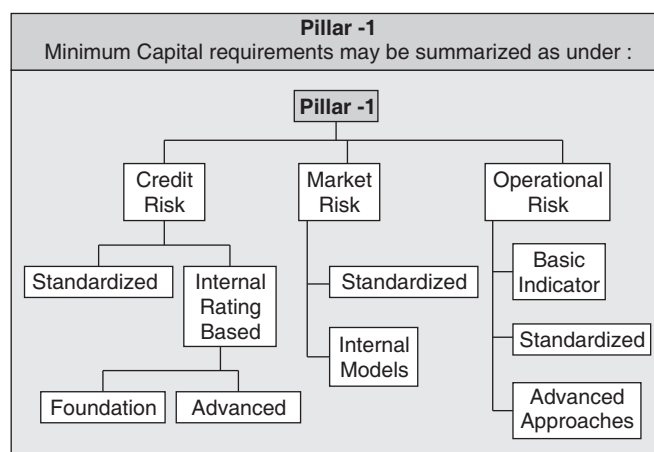 Pillar -1
Minimum Capital requirements may be summarized as under :
Pillar -1
Credit
Risk
Market
Risk
Operational
Risk
Standardized
Internal
Rating
Based
Foundation
Advanced
Standardized
Internal
Models
Basic
Indicator
Standardized
Advanced
Approaches